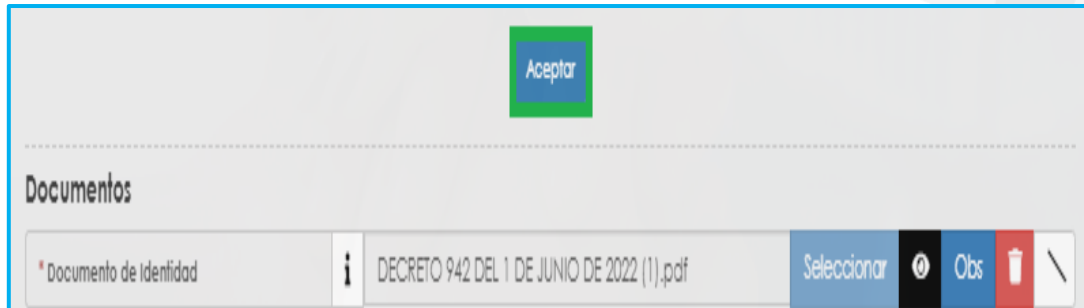 Aceptar
Documentos
* Documento de Identidad i DECRETO 942 DEL 1 DE JUNIO DE 2022 (1).pdf Seleccionar Obs